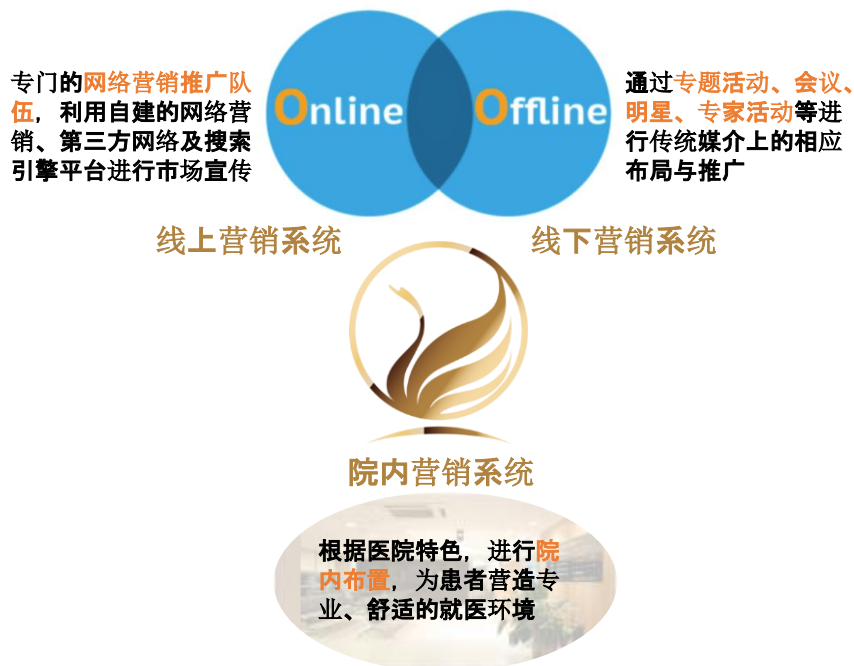 专门的网络营销推广队
伍，利用自建的网络营
销、第三方网络及搜索
引擎平台进行市场宣传
Online
Offline
通过专题活动、会议、
明星、专家活动等进
行传统媒介上的相应
布局与推广
线上营销系统
线下营销系统
院内营销系统
根据医院特色，进行院
内布置，为患者营造专
业、舒适的就医环境